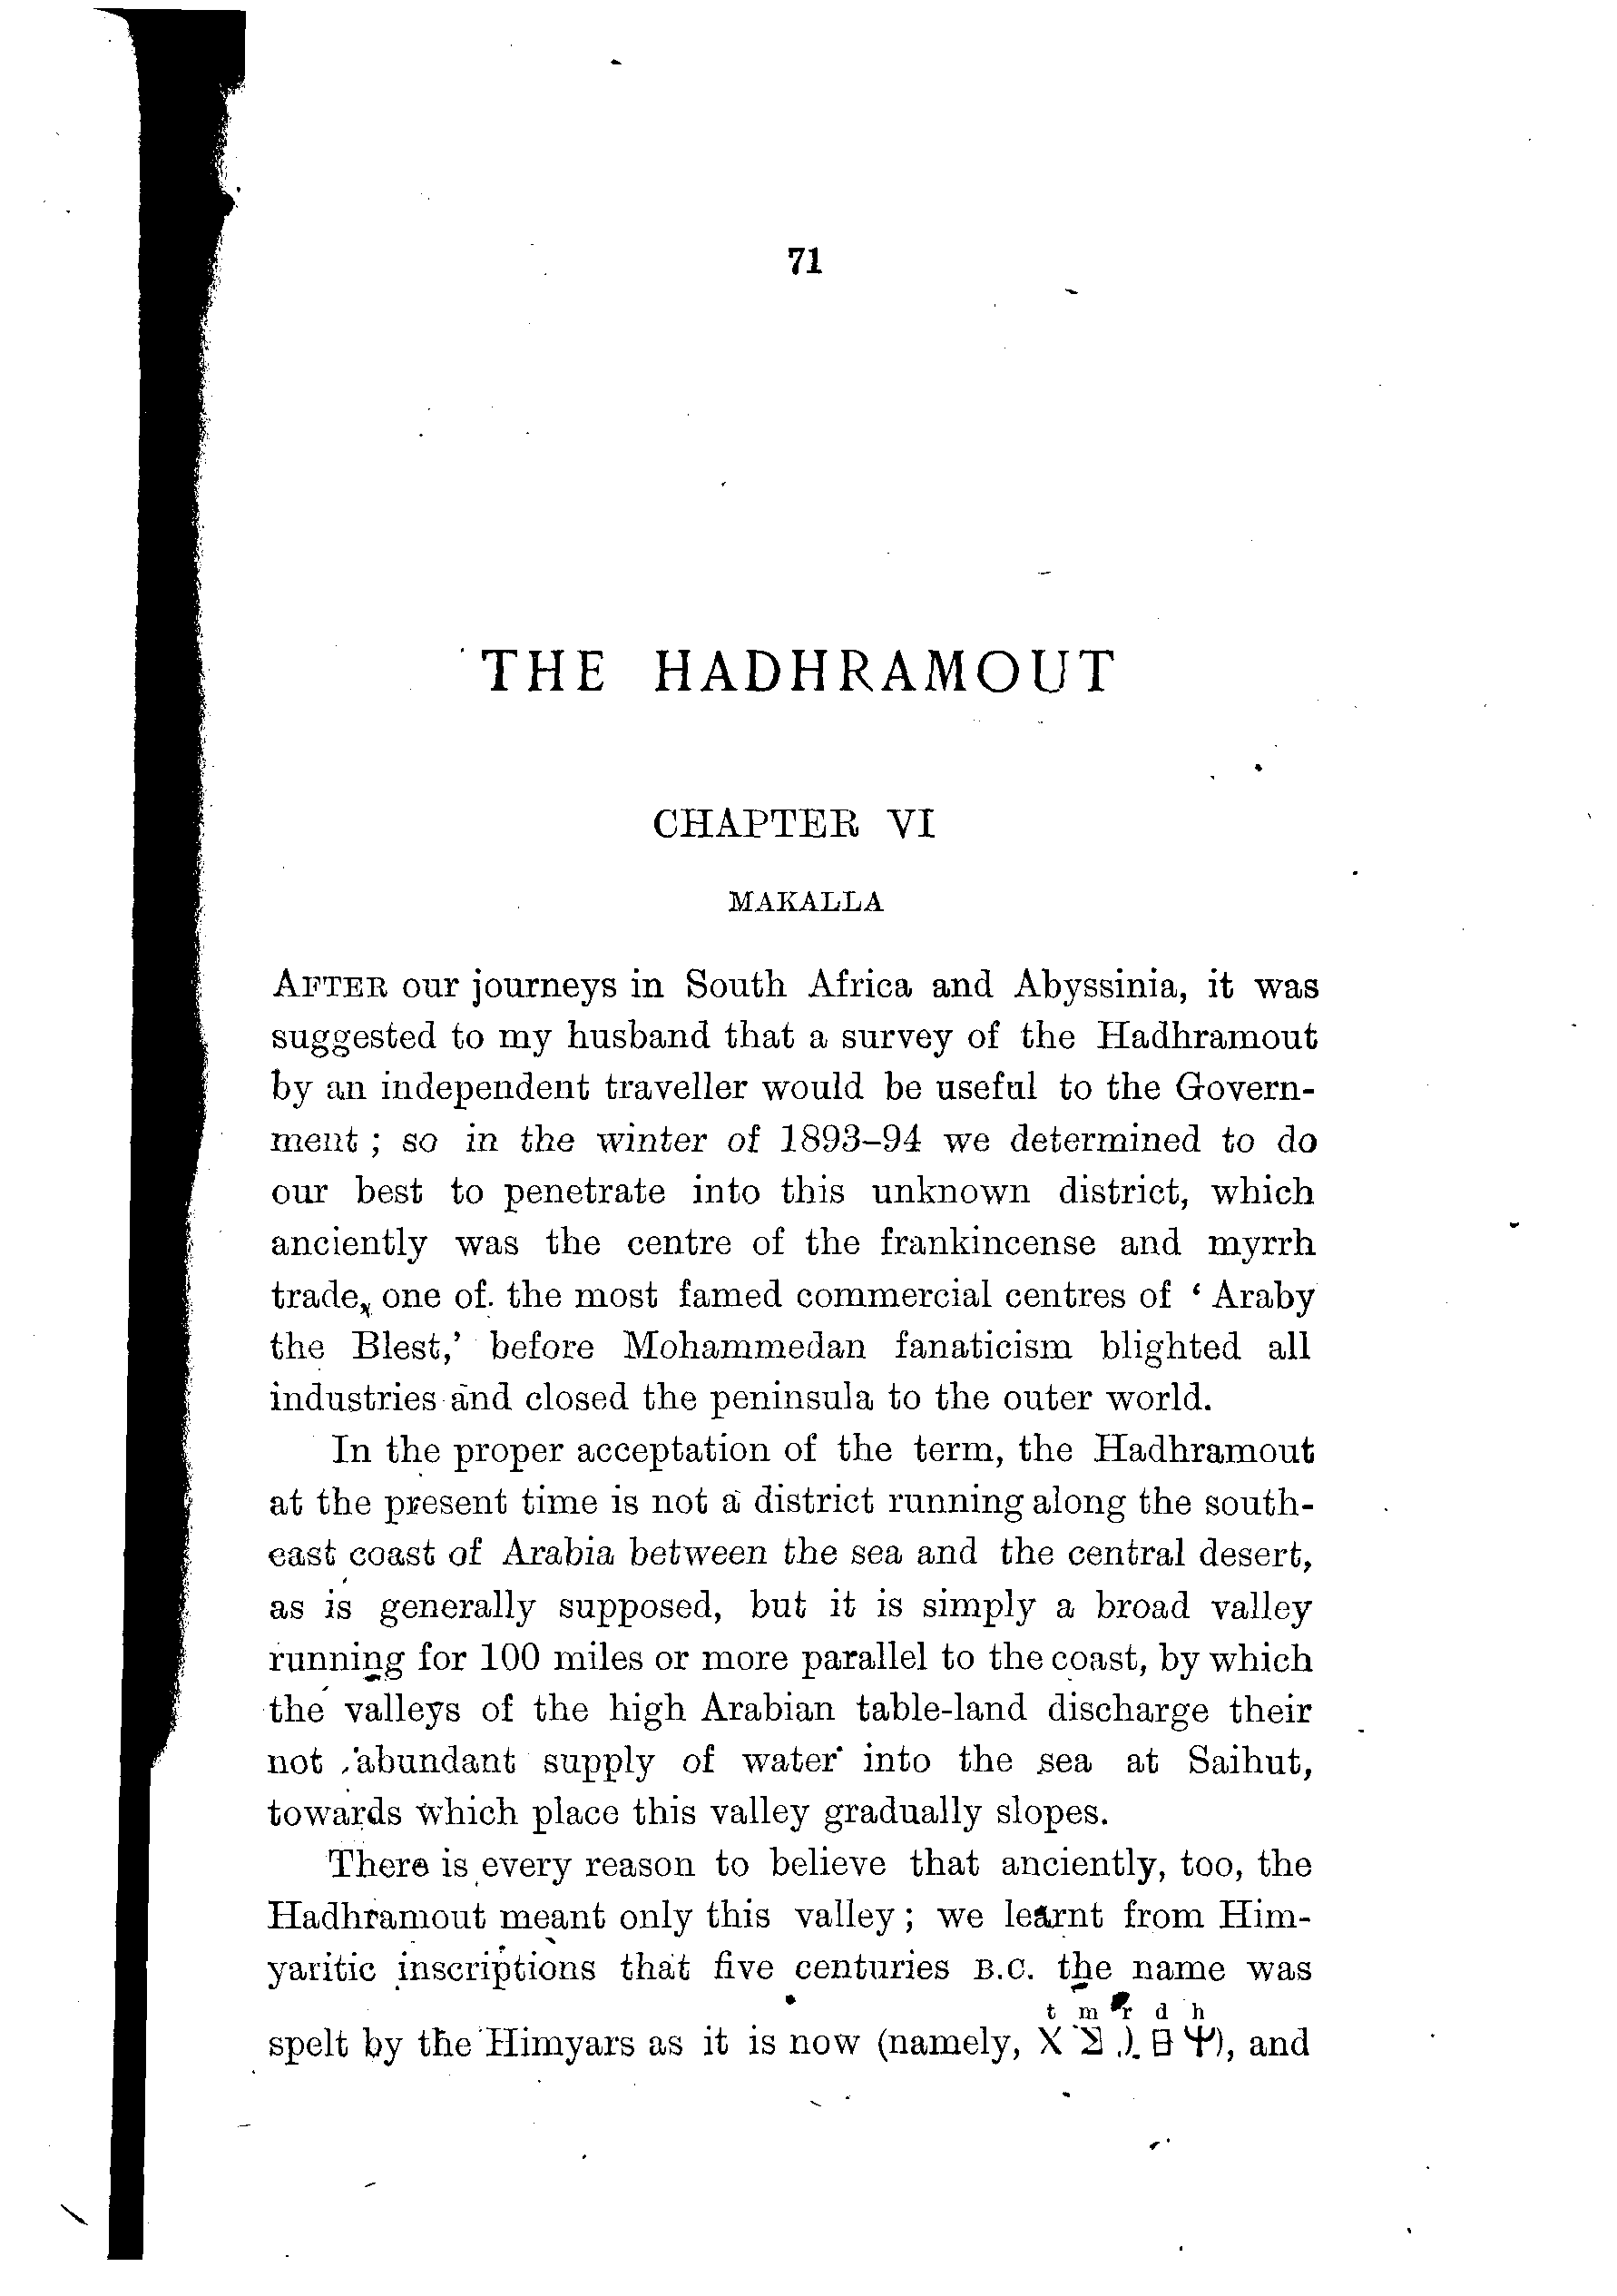 71
THE HADHRAMOUT
CHAPTER VI
MAKALLA
AFTER our journeys in South Africa and Abyssinia, it was
suggested to my husband that a survey of the Hadhramout
by an independent traveller would be useful to the Govern-
ment ; so in the winter of 1893–94 we determined to do
our best to penetrate into this unknown district, which
anciently was the centre of the frankincense and myrrh
trade, one of the most famed commercial centres of ‘ Araby
the Blest,’ before Mohammedan fanaticism blighted all
industries and closed the peninsula to the outer world.
In the proper acceptation of the term, the Hadhramout
at the present time is not a district running along the south-
east coast of Arabia between the sea and the central desert,
as is generally supposed, but it is simply a broad valley
running for 100 miles or more parallel to the coast, by which
the valleys of the high Arabian table-land discharge their
not abundant supply of water into the sea at Saihut,
towards which place this valley gradually slopes.
There is every reason to believe that anciently, too, the
Hadhramout meant only this valley ; we learnt from Him-
yaritic inscriptions that five centuries B.C. the name was
t m r d h
spelt by the Himyars as it is now (namely, ), and